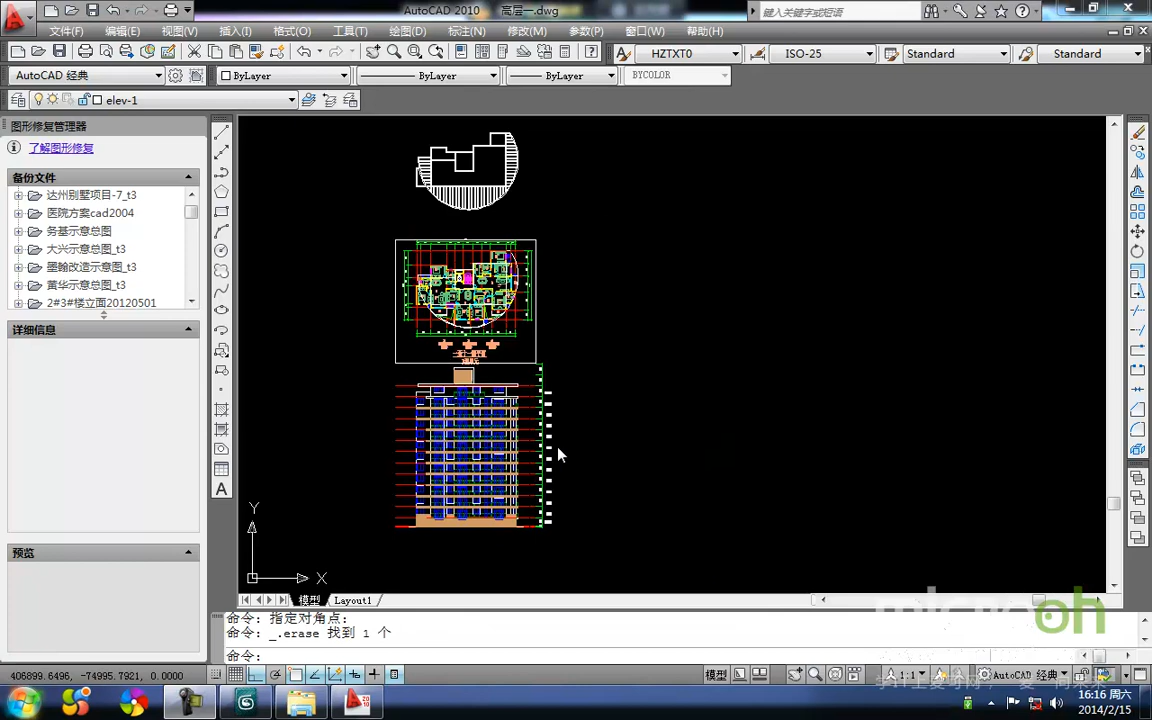 AutoCAD 2010 高层一.dwg
键入关键字或短语
文件(F) 编辑(E) 视图(V) 插入(I) 格式(O) 工具(T) 绘图(D) 标注(N) 修改(M) 参数(P) 窗口(W) 帮助(H)
HZTXT0 ISO-25 Standard Standard
AutoCAD 经典 ByLayer ByLayer ByLayer BYCOLOR
elev-1
图形修复管理器
了解图形修复
备份文件
达州别墅项目-7_t3
医院方案cad2004
务基示意总图
大兴示意总图_t3
墨翰改造示意图_t3
黄华示意总图_t3
2#3#楼立面20120501
详细信息
预览
Y
X
模型 Layout1
命令: 指定对角点:
命令: _.erase 找到 1 个
命令:
406899.6496, -74995.7921, 0.0000 模型 1:1 AutoCAD 经典
oh
16:16 周六
2014/2/15